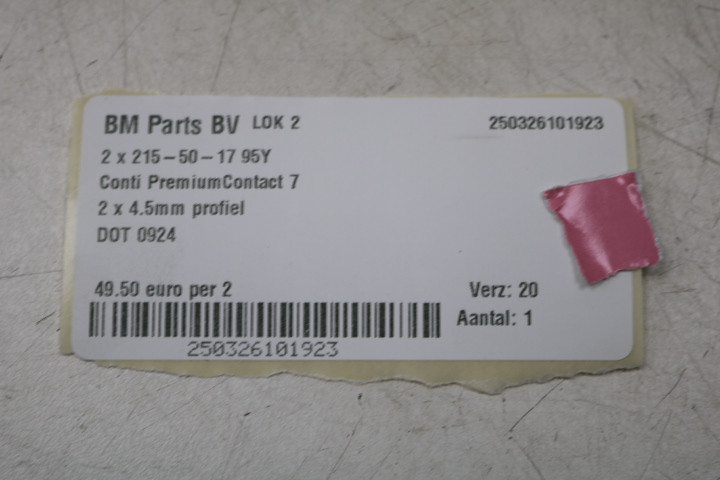 BM Parts BV LOK 2 250326101923
2 x 215-50-17 95Y
Conti PremiumContact 7
2 x 4.5mm profiel
DOT 0924
49.50 euro per 2 Verz: 20
Aantal: 1
250326101923